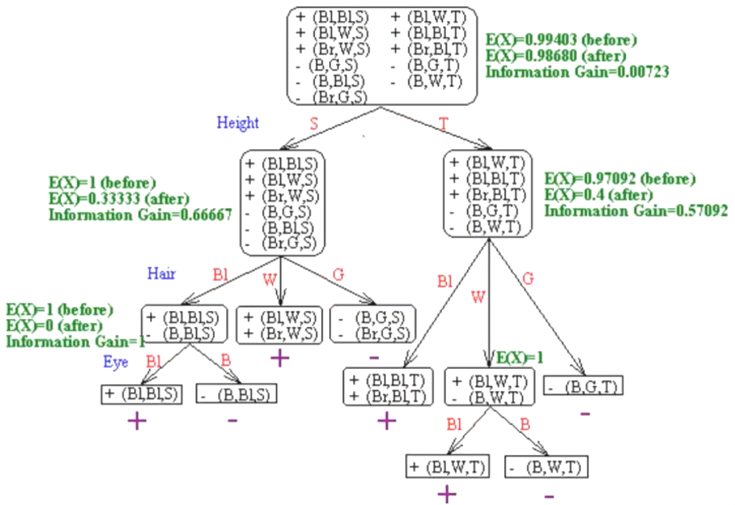 + (Bl,Bl,S) + (Bl,W,T)
+ (Bl,W,S) + (Bl,Bl,T)
+ (Br,W,S) + (Br,Bl,T)
- (B,G,S) - (B,G,T)
- (B,Bl,S) - (B,W,T)
- (Br,G,S)
E(X)=0.99403 (before)
E(X)=0.98680 (after)
Information Gain=0.00723
Height S T
+ (Bl,Bl,S)
+ (Bl,W,S)
+ (Br,W,S)
- (B,G,S)
- (B,Bl,S)
- (Br,G,S)
E(X)=1 (before)
E(X)=0.33333 (after)
Information Gain=0.66667
+ (Bl,W,T)
+ (Bl,Bl,T)
+ (Br,Bl,T)
- (B,G,T)
- (B,W,T)
E(X)=0.97092 (before)
E(X)=0.4 (after)
Information Gain=0.57092
Hair Bl W G
Bl W G
E(X)=1 (before)
E(X)=0 (after)
Information Gain=1
+ (Bl,Bl,S)
- (B,Bl,S)
+ (Bl,W,S)
+ (Br,W,S)
+
- (B,G,S)
- (Br,G,S)
-
Eye Bl B
+ (Bl,Bl,S)
+
- (B,Bl,S)
-
+ (Bl,Bl,T)
+ (Br,Bl,T)
+
E(X)=1
+ (Bl,W,T)
- (B,W,T)
- (B,G,T)
-
Bl B
+ (Bl,W,T)
+
- (B,W,T)
-